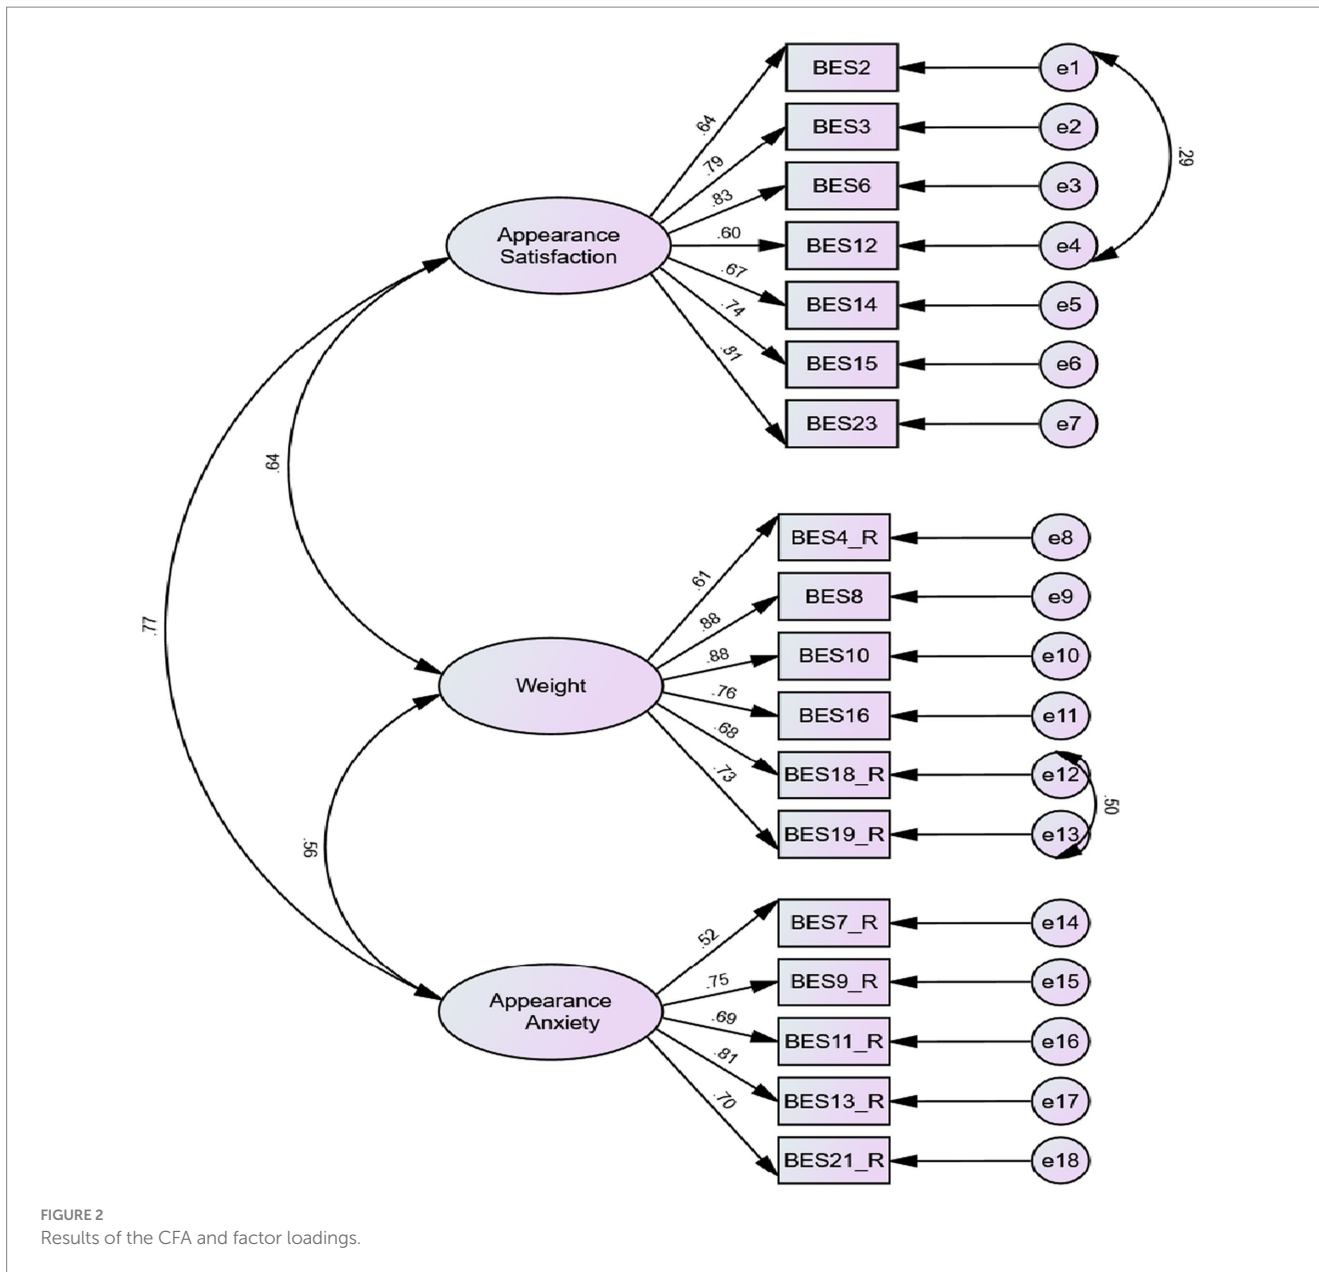 BES2
e1
.64
BES3
e2
.79
.29
BES6
e3
.83
Appearance
Satisfaction
.60
BES12
e4
.67
BES14
e5
.74
BES15
e6
.81
BES23
e7
.64
BES4_R
e8
.61
BES8
e9
.88
.77
.88
BES10
e10
Weight
.76
BES16
e11
.68
BES18_R
e12
.50
.73
BES19_R
e13
.56
BES7_R
e14
.52
.75
BES9_R
e15
Appearance
Anxiety
.69
BES11_R
e16
.81
BES13_R
e17
.70
BES21_R
e18
FIGURE 2
Results of the CFA and factor loadings.